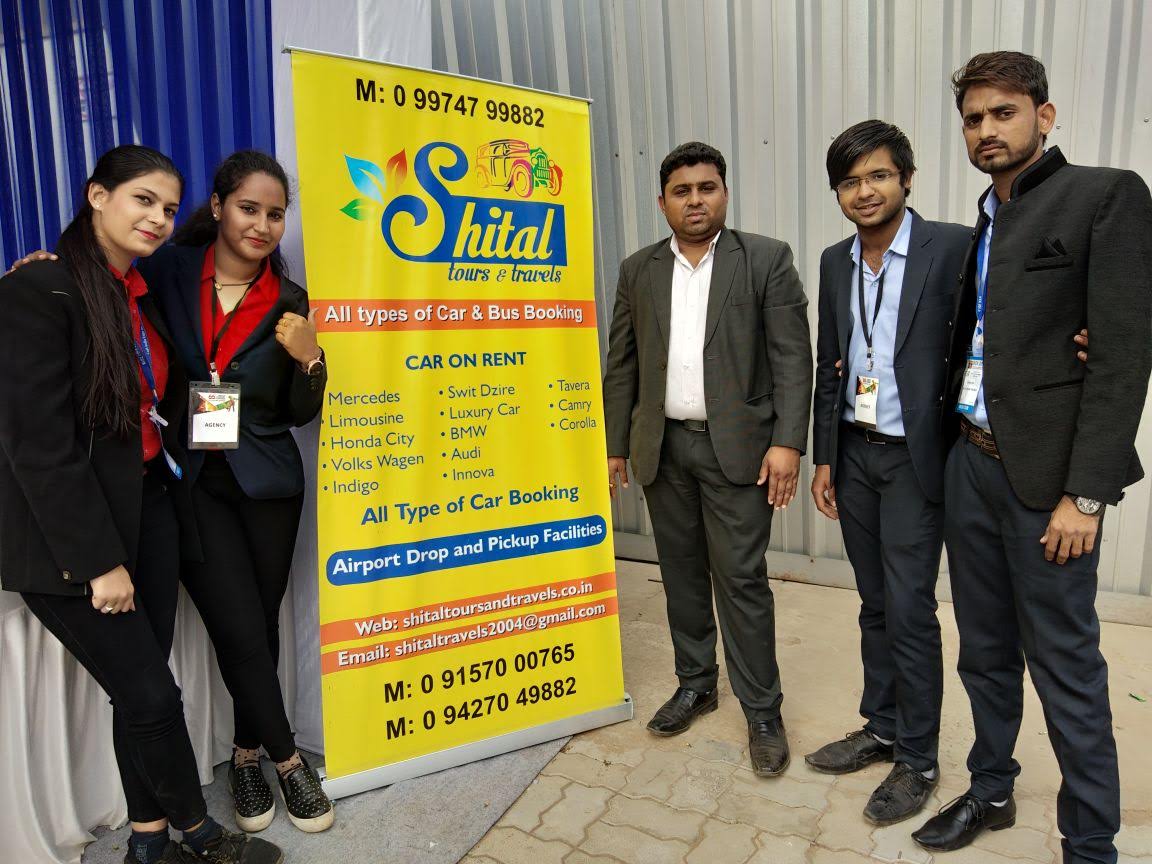 M: 0 99747 99882
Shital
tours & travels
All types of Car & Bus Booking
CAR ON RENT
• Mercedes
• Limousine
• Honda City
• Volks Wagen
• Indigo
• Swit Dzire
• Luxury Car
• BMW
• Audi
• Innova
• Tavera
• Camry
• Corolla
All Type of Car Booking
Airport Drop and Pickup Facilities
Web: shitaltoursandtravels.co.in
Email: shitaltravels2004@gmail.com
M: 0 91570 00765
M: 0 94270 49882
AGENCY